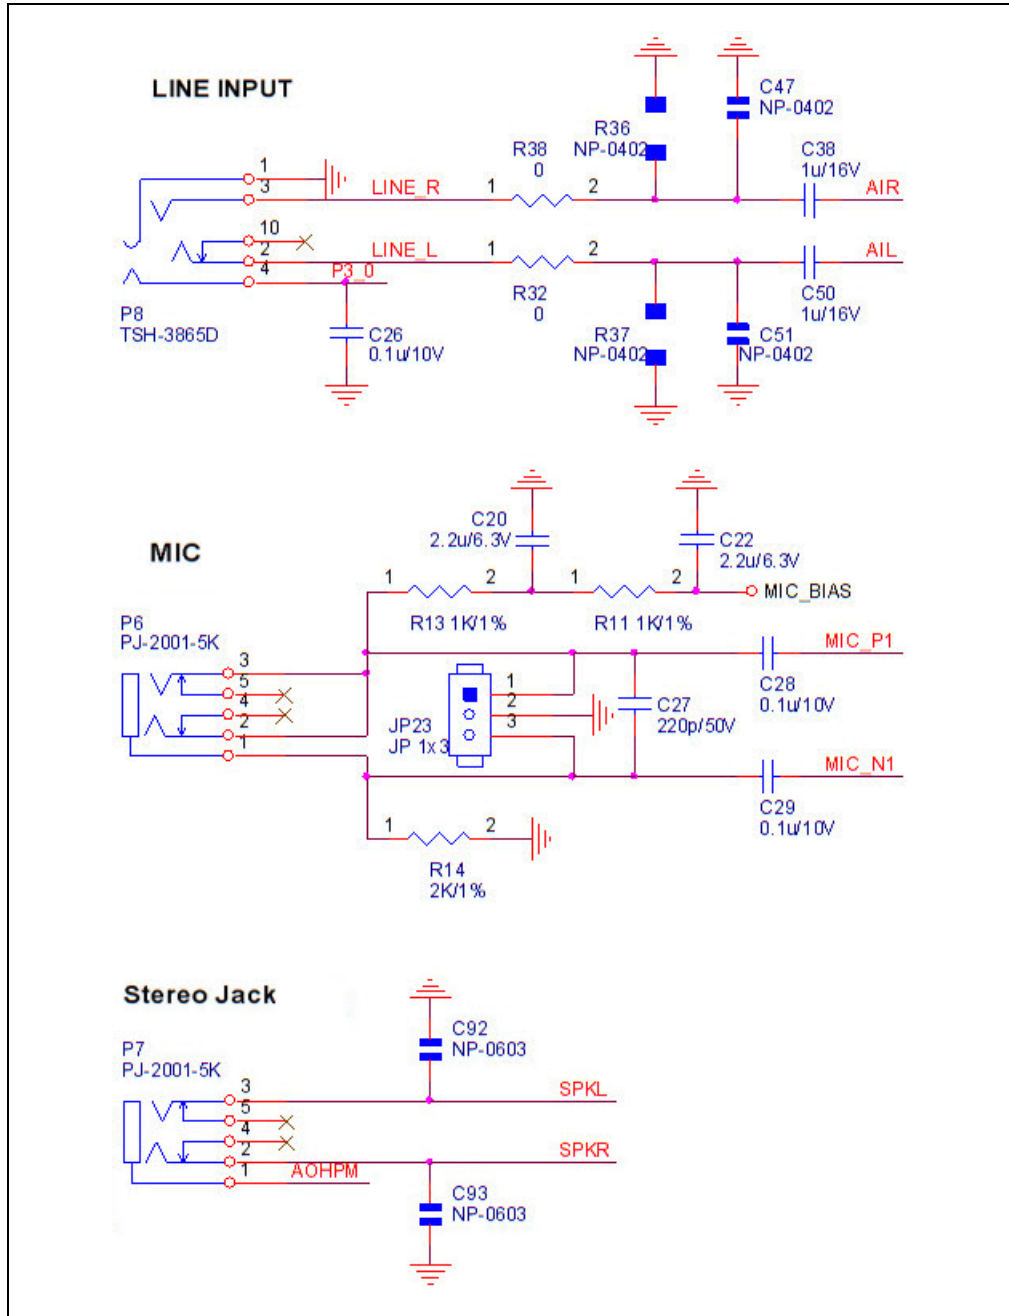 LINE INPUT
C47
NP-0402
R36
NP-0402
R38
0
C38
1u/16V
1
3
LINE_R
1
2
AIR
10
2
4
LINE_L
1
2
AIL
P3_0
P8
TSH-3865D
C26
0.1u/10V
R32
0
R37
NP-0402
C51
NP-0402
C50
1u/16V
MIC
C20
2.2u/6.3V
C22
2.2u/6.3V
1
2
1
2
MIC_BIAS
R13 1K/1%
R11 1K/1%
P6
PJ-2001-5K
3
5
4
2
1
MIC_P1
C28
0.1u/10V
1
2
3
JP23
JP 1x3
C27
220p/50V
MIC_N1
C29
0.1u/10V
1
2
R14
2K/1%
Stereo Jack
C92
NP-0603
P7
PJ-2001-5K
3
5
4
2
1
SPKL
SPKR
AOHPM
C93
NP-0603